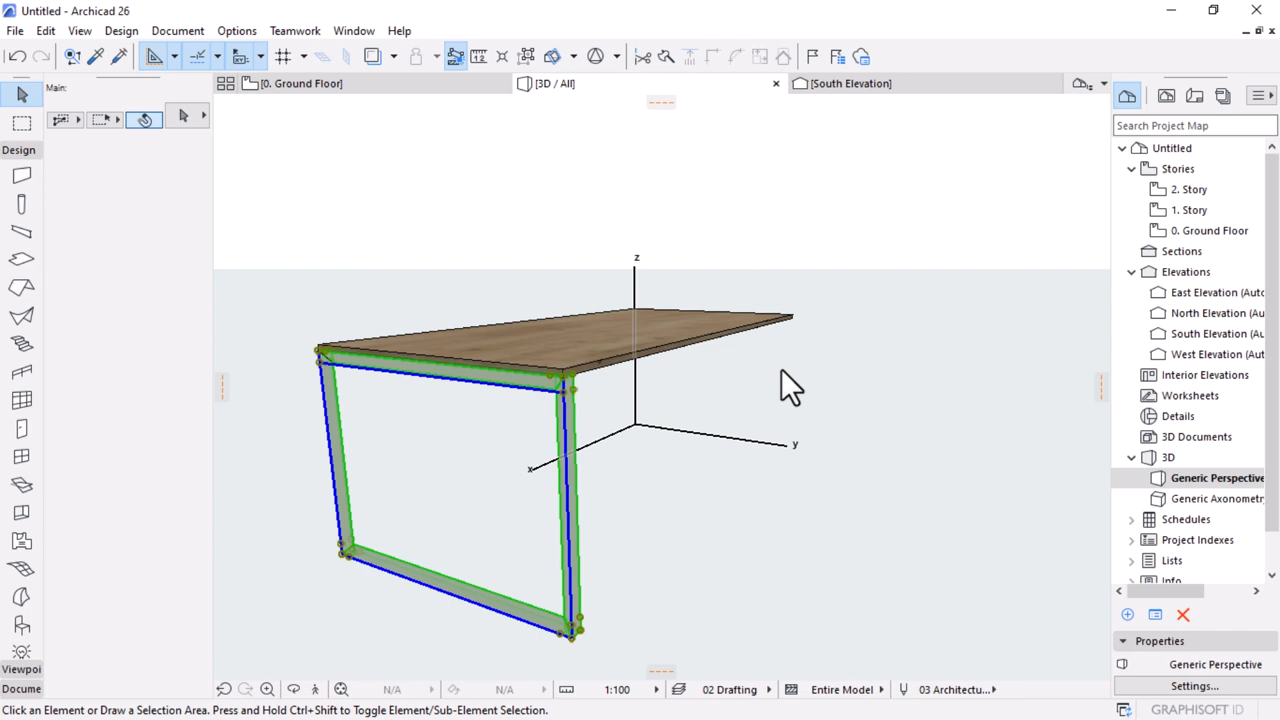 Untitled - Archicad 26
File Edit View Design Document Options Teamwork Window Help
[0. Ground Floor]
[3D / All]
[South Elevation]
Main:
Design
Viewpoi
Docume
z
y
x
Search Project Map
Untitled
Stories
2. Story
1. Story
0. Ground Floor
Sections
Elevations
East Elevation (Auto
North Elevation (Au
South Elevation (Au
West Elevation (Aut
Interior Elevations
Worksheets
Details
3D Documents
3D
Generic Perspective
Generic Axonometr
Schedules
Project Indexes
Lists
Info
Properties
Generic Perspective
Settings...
N/A
N/A
1:100
02 Drafting
Entire Model
03 Architectu...
Click an Element or Draw a Selection Area. Press and Hold Ctrl+Shift to Toggle Element/Sub-Element Selection.
GRAPHISOFT ID